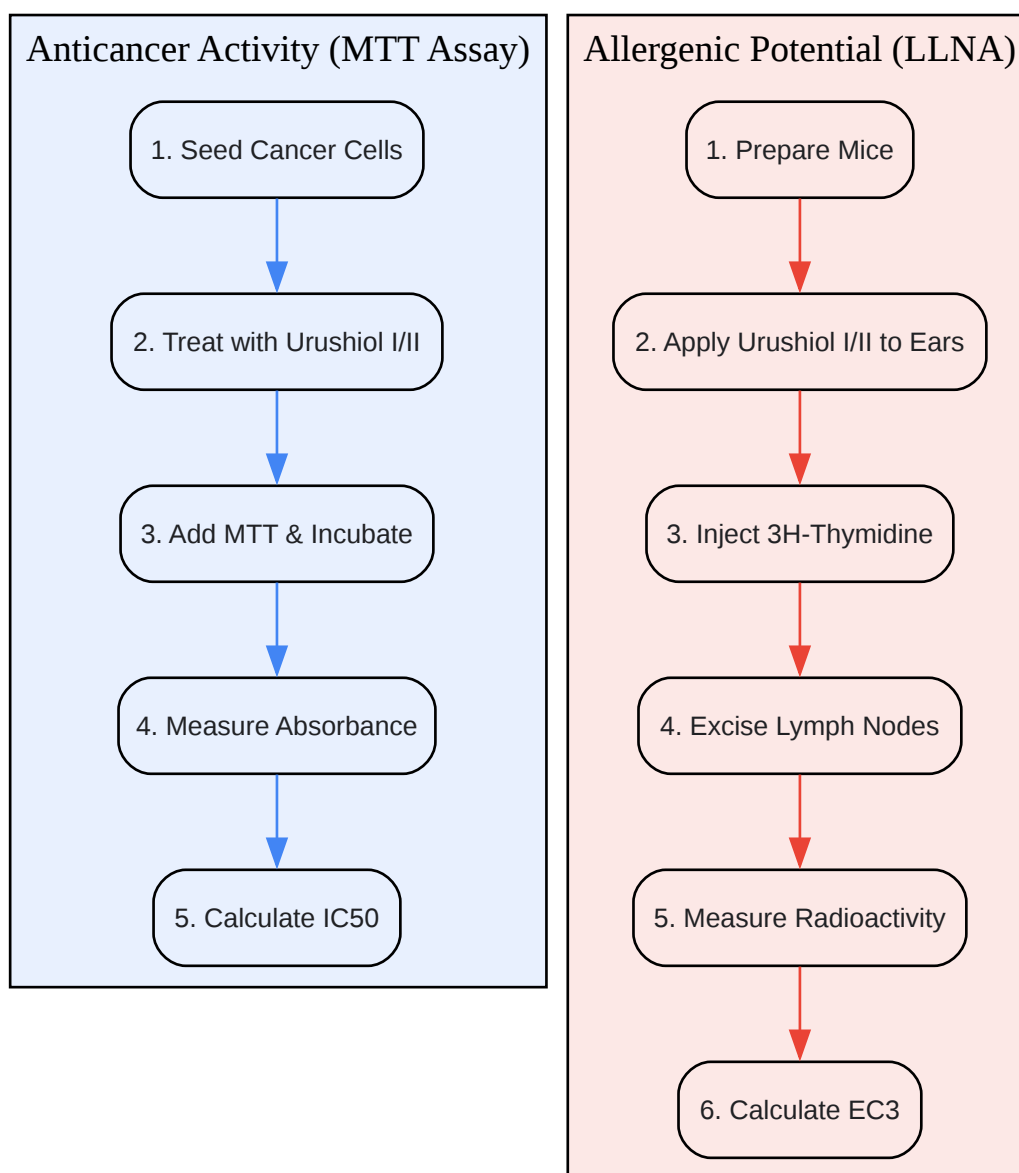 Anticancer Activity (MTT Assay)
1. Seed Cancer Cells
2. Treat with Urushiol I/II
3. Add MTT & Incubate
4. Measure Absorbance
5. Calculate IC50
Allergenic Potential (LLNA)
1. Prepare Mice
2. Apply Urushiol I/II to Ears
3. Inject 3H-Thymidine
4. Excise Lymph Nodes
5. Measure Radioactivity
6. Calculate EC3